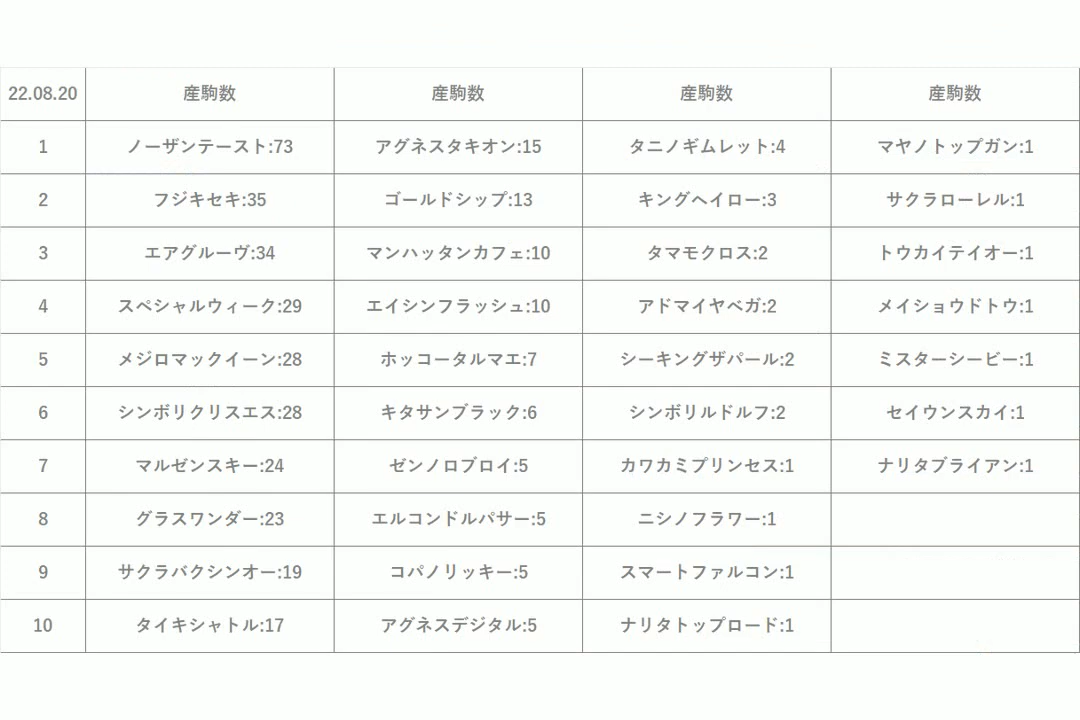 22.08.20 産駒数 産駒数 産駒数 産駒数
1 ノーザンテースト:73 アグネスタキオン:15 タニノギムレット:4 マヤノトップガン:1
2 フジキセキ:35 ゴールドシップ:13 キングヘイロー:3 サクラローレル:1
3 エアグルーヴ:34 マンハッタンカフェ:10 タマモクロス:2 トウカイテイオー:1
4 スペシャルウィーク:29 エイシンフラッシュ:10 アドマイヤベガ:2 メイショウドトウ:1
5 メジロマックイーン:28 ホッコータルマエ:7 シーキングザパール:2 ミスターシービー:1
6 シンボリクリスエス:28 キタサンブラック:6 シンボリルドルフ:2 セイウンスカイ:1
7 マルゼンスキー:24 ゼンノロブロイ:5 カワカミプリンセス:1 ナリタブライアン:1
8 グラスワンダー:23 エルコンドルパサー:5 ニシノフラワー:1
9 サクラバクシンオー:19 コパノリッキー:5 スマートファルコン:1
10 タイキシャトル:17 アグネスデジタル:5 ナリタトップロード:1